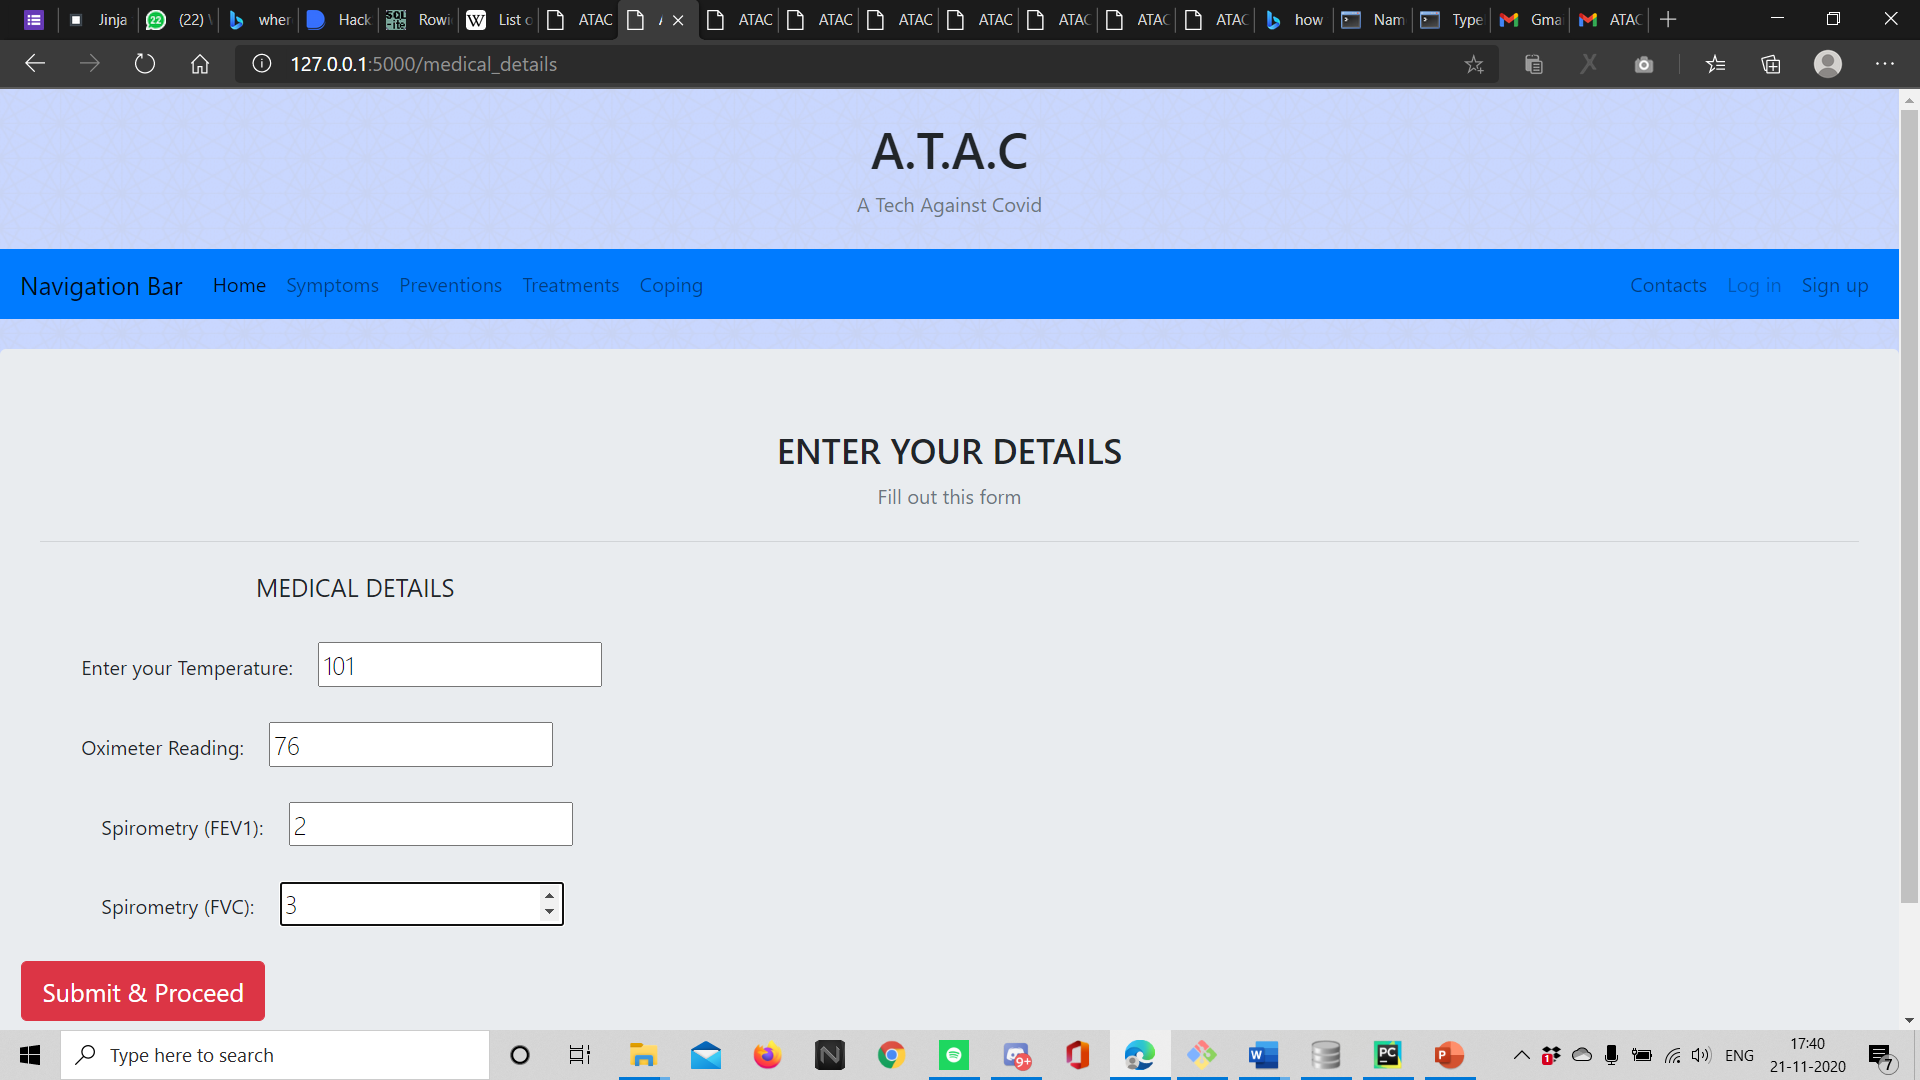 Jinja
(22)
wher
Hack
Rowi
List o
ATAC
ATAC
ATAC
ATAC
ATAC
ATAC
ATAC
ATAC
how
Nam
Type
Gma
ATAC
127.0.0.1:5000/medical_details
A.T.A.C
A Tech Against Covid
Navigation Bar Home Symptoms Preventions Treatments Coping Contacts Log in Sign up
ENTER YOUR DETAILS
Fill out this form
MEDICAL DETAILS
Enter your Temperature: 101
Oximeter Reading: 76
Spirometry (FEV1): 2
Spirometry (FVC): 3
Submit & Proceed
Type here to search
ENG
17:40
21-11-2020
7